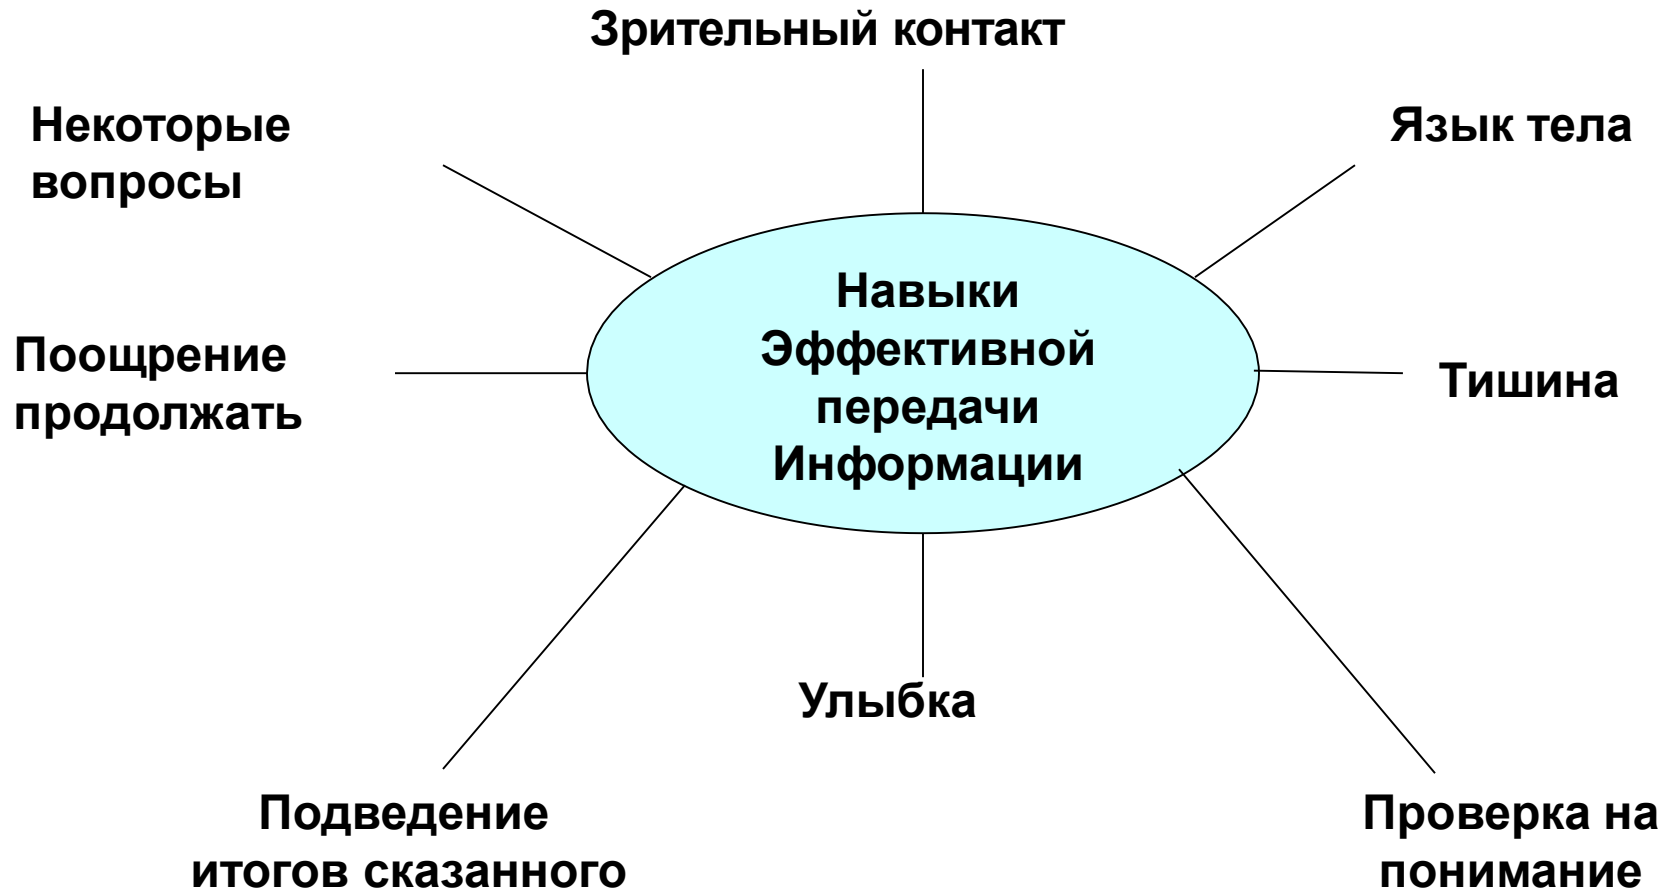 Зрительный контакт
Некоторые
вопросы
Язык тела
Навыки
Эффективной
передачи
Информации
Поощрение
продолжать
Тишина
Улыбка
Подведение
итогов сказанного
Проверка на
понимание